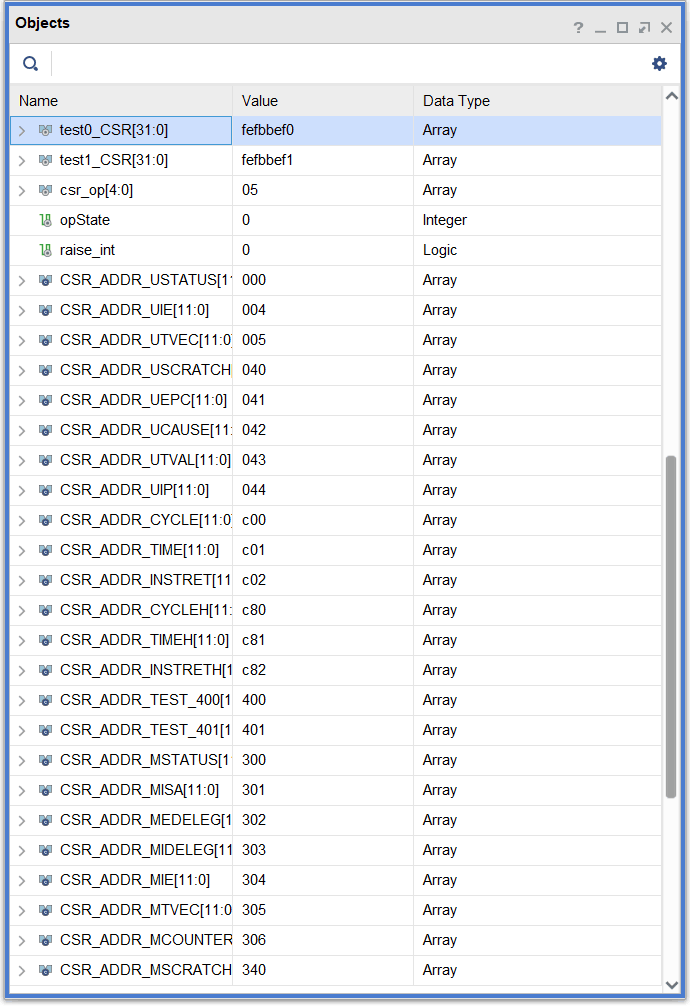 Objects
?
Name Value Data Type
test0_CSR[31:0] fefbbef0 Array
test1_CSR[31:0] fefbbef1 Array
csr_op[4:0] 05 Array
opState 0 Integer
raise_int 0 Logic
CSR_ADDR_USTATUS[1 000 Array
CSR_ADDR_UIE[11:0] 004 Array
CSR_ADDR_UTVEC[11:0 005 Array
CSR_ADDR_USCRATCH 040 Array
CSR_ADDR_UEPC[11:0] 041 Array
CSR_ADDR_UCAUSE[11: 042 Array
CSR_ADDR_UTVAL[11:0] 043 Array
CSR_ADDR_UIP[11:0] 044 Array
CSR_ADDR_CYCLE[11:0] c00 Array
CSR_ADDR_TIME[11:0] c01 Array
CSR_ADDR_INSTRET[11 c02 Array
CSR_ADDR_CYCLEH[11: c80 Array
CSR_ADDR_TIMEH[11:0] c81 Array
CSR_ADDR_INSTRETH[1 c82 Array
CSR_ADDR_TEST_400[1 400 Array
CSR_ADDR_TEST_401[1 401 Array
CSR_ADDR_MSTATUS[1 300 Array
CSR_ADDR_MISA[11:0] 301 Array
CSR_ADDR_MEDELEG[1 302 Array
CSR_ADDR_MIDELEG[11 303 Array
CSR_ADDR_MIE[11:0] 304 Array
CSR_ADDR_MTVEC[11:0 305 Array
CSR_ADDR_MCOUNTER 306 Array
CSR_ADDR_MSCRATCH 340 Array